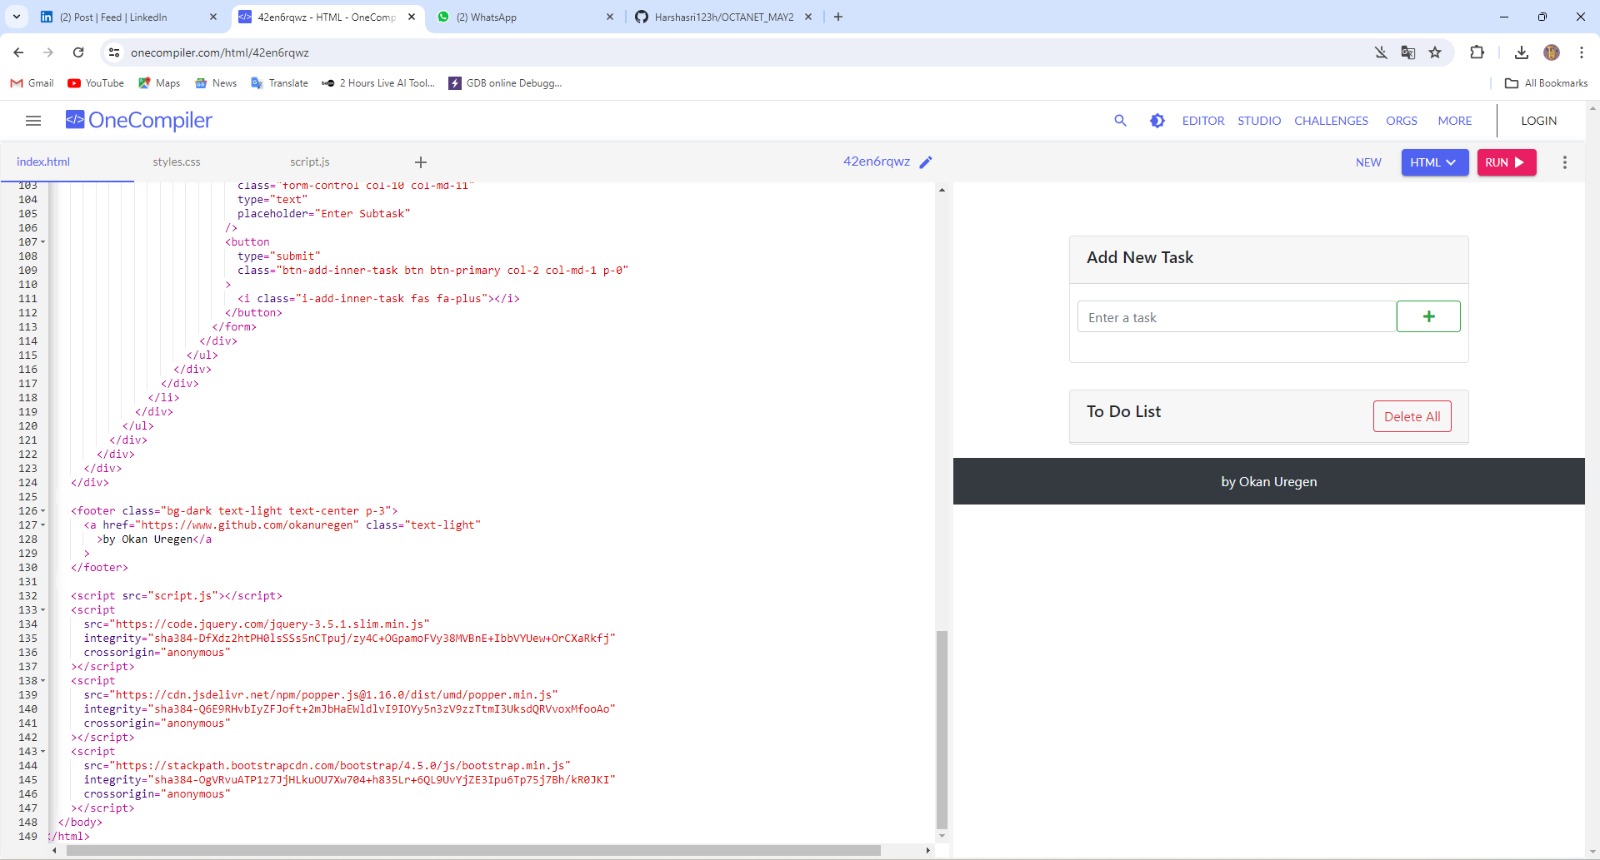 (2) Post | Feed | LinkedIn
42en6rqwz - HTML - OneComp
(2) WhatsApp
Harshasri123h/OCTANET_MAY2
onecompiler.com/html/42en6rqwz
Gmail
YouTube
Maps
News
Translate
2 Hours Live AI Tool...
GDB online Debugg...
All Bookmarks
OneCompiler
EDITOR
STUDIO
CHALLENGES
ORGS
MORE
LOGIN
index.html
styles.css
script.js
42en6rqwz
NEW
HTML
RUN
103 class="form-control col-10 col-md-11"
104 type="text"
105 placeholder="Enter Subtask"
106 />
107 <button
108 type="submit"
109 class="btn-add-inner-task btn btn-primary col-2 col-md-1 p-0"
110 >
111 <i class="i-add-inner-task fas fa-plus"></i>
112 </button>
113 </form>
114 </div>
115 </ul>
116 </div>
117 </div>
118 </li>
119 </div>
120 </ul>
121 </div>
122 </div>
123 </div>
124 </div>
125
126 <footer class="bg-dark text-light text-center p-3">
127 <a href="https://www.github.com/okanuregen" class="text-light"
128 >by Okan Uregen</a
129 >
130 </footer>
131
132 <script src="script.js"></script>
133 <script
134 src="https://code.jquery.com/jquery-3.5.1.slim.min.js"
135 integrity="sha384-DfXdz2htPH0lsSSs5nCTpuj/zy4C+OGpamoFVy38MVBnE+IbbVYUew+OrCXaRkfj"
136 crossorigin="anonymous"
137 ></script>
138 <script
139 src="https://cdn.jsdelivr.net/npm/popper.js@1.16.0/dist/umd/popper.min.js"
140 integrity="sha384-Q6E9RHvbIyZFJoft+2mJbHaEWldlvI9IOYy5n3zV9zzTtmI3UksdQRVvoxMfooAo"
141 crossorigin="anonymous"
142 ></script>
143 <script
144 src="https://stackpath.bootstrapcdn.com/bootstrap/4.5.0/js/bootstrap.min.js"
145 integrity="sha384-OgVRvuATP1z7JjHLkuOU7Xw704+h835Lr+6QL9UvYjZE3Ipu6Tp75j7Bh/kR0JKI"
146 crossorigin="anonymous"
147 ></script>
148 </body>
149 </html>
Add New Task
Enter a task
To Do List
Delete All
by Okan Uregen